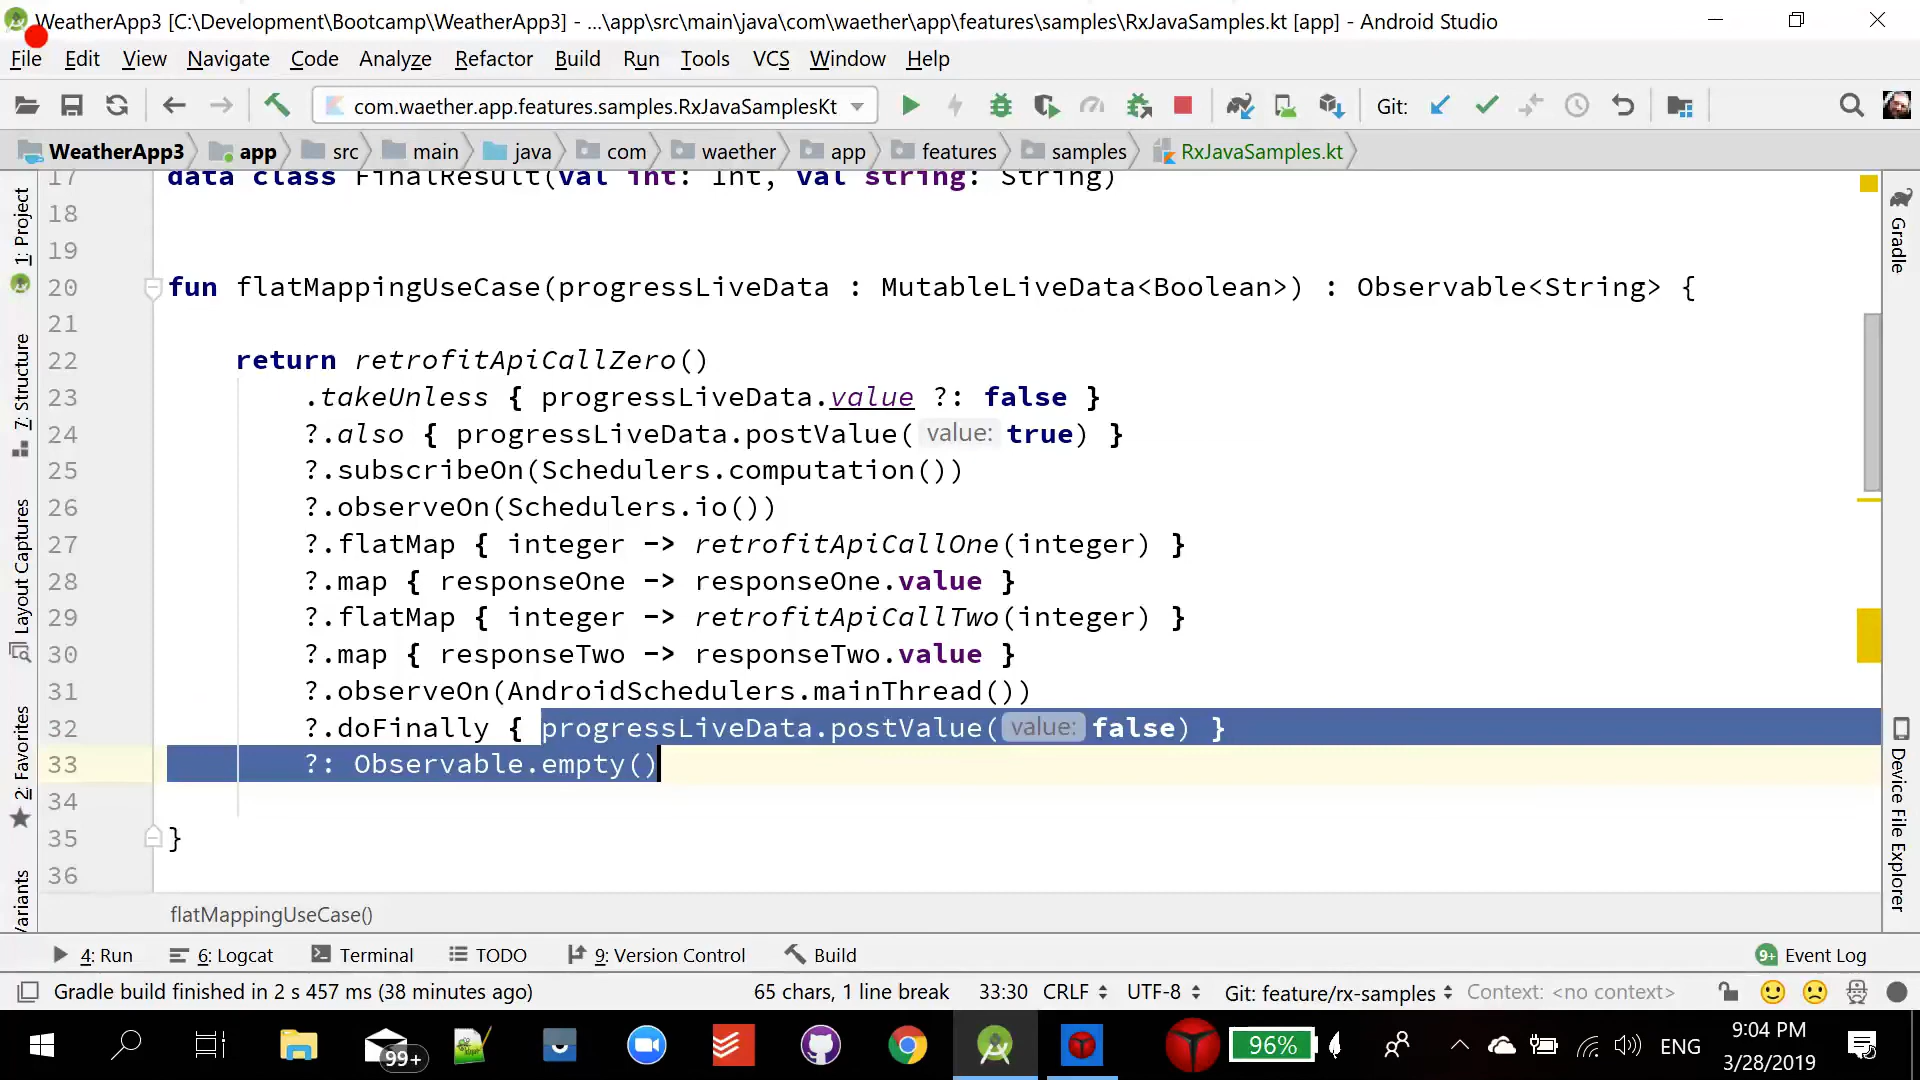 WeatherApp3 [C:\Development\Bootcamp\WeatherApp3] - ...\app\src\main\java\com\waether\app\features\samples\RxJavaSamples.kt [app] - Android Studio
File Edit View Navigate Code Analyze Refactor Build Run Tools VCS Window Help
com.waether.app.features.samples.RxJavaSamplesKt Git:
WeatherApp3 app src main java com waether app features samples RxJavaSamples.kt
1: Project
7: Structure
Layout Captures
2: Favorites
Variants
17 data class FinalResult(val int: Int, val string: String)
18
19
20 fun flatMappingUseCase(progressLiveData : MutableLiveData<Boolean>) : Observable<String> {
21
22 return retrofitApiCallZero()
23 .takeUnless { progressLiveData.value ?: false }
24 ?.also { progressLiveData.postValue( value: true) }
25 ?.subscribeOn(Schedulers.computation())
26 ?.observeOn(Schedulers.io())
27 ?.flatMap { integer -> retrofitApiCallOne(integer) }
28 ?.map { responseOne -> responseOne.value }
29 ?.flatMap { integer -> retrofitApiCallTwo(integer) }
30 ?.map { responseTwo -> responseTwo.value }
31 ?.observeOn(AndroidSchedulers.mainThread())
32 ?.doFinally { progressLiveData.postValue( value: false) }
33 ?: Observable.empty()
34
35 }
36
Gradle
Device File Explorer
flatMappingUseCase()
4: Run 6: Logcat Terminal TODO 9: Version Control Build 9+ Event Log
Gradle build finished in 2 s 457 ms (38 minutes ago) 65 chars, 1 line break 33:30 CRLF UTF-8 Git: feature/rx-samples Context: <no context>
99+ 96% ENG 9:04 PM
3/28/2019